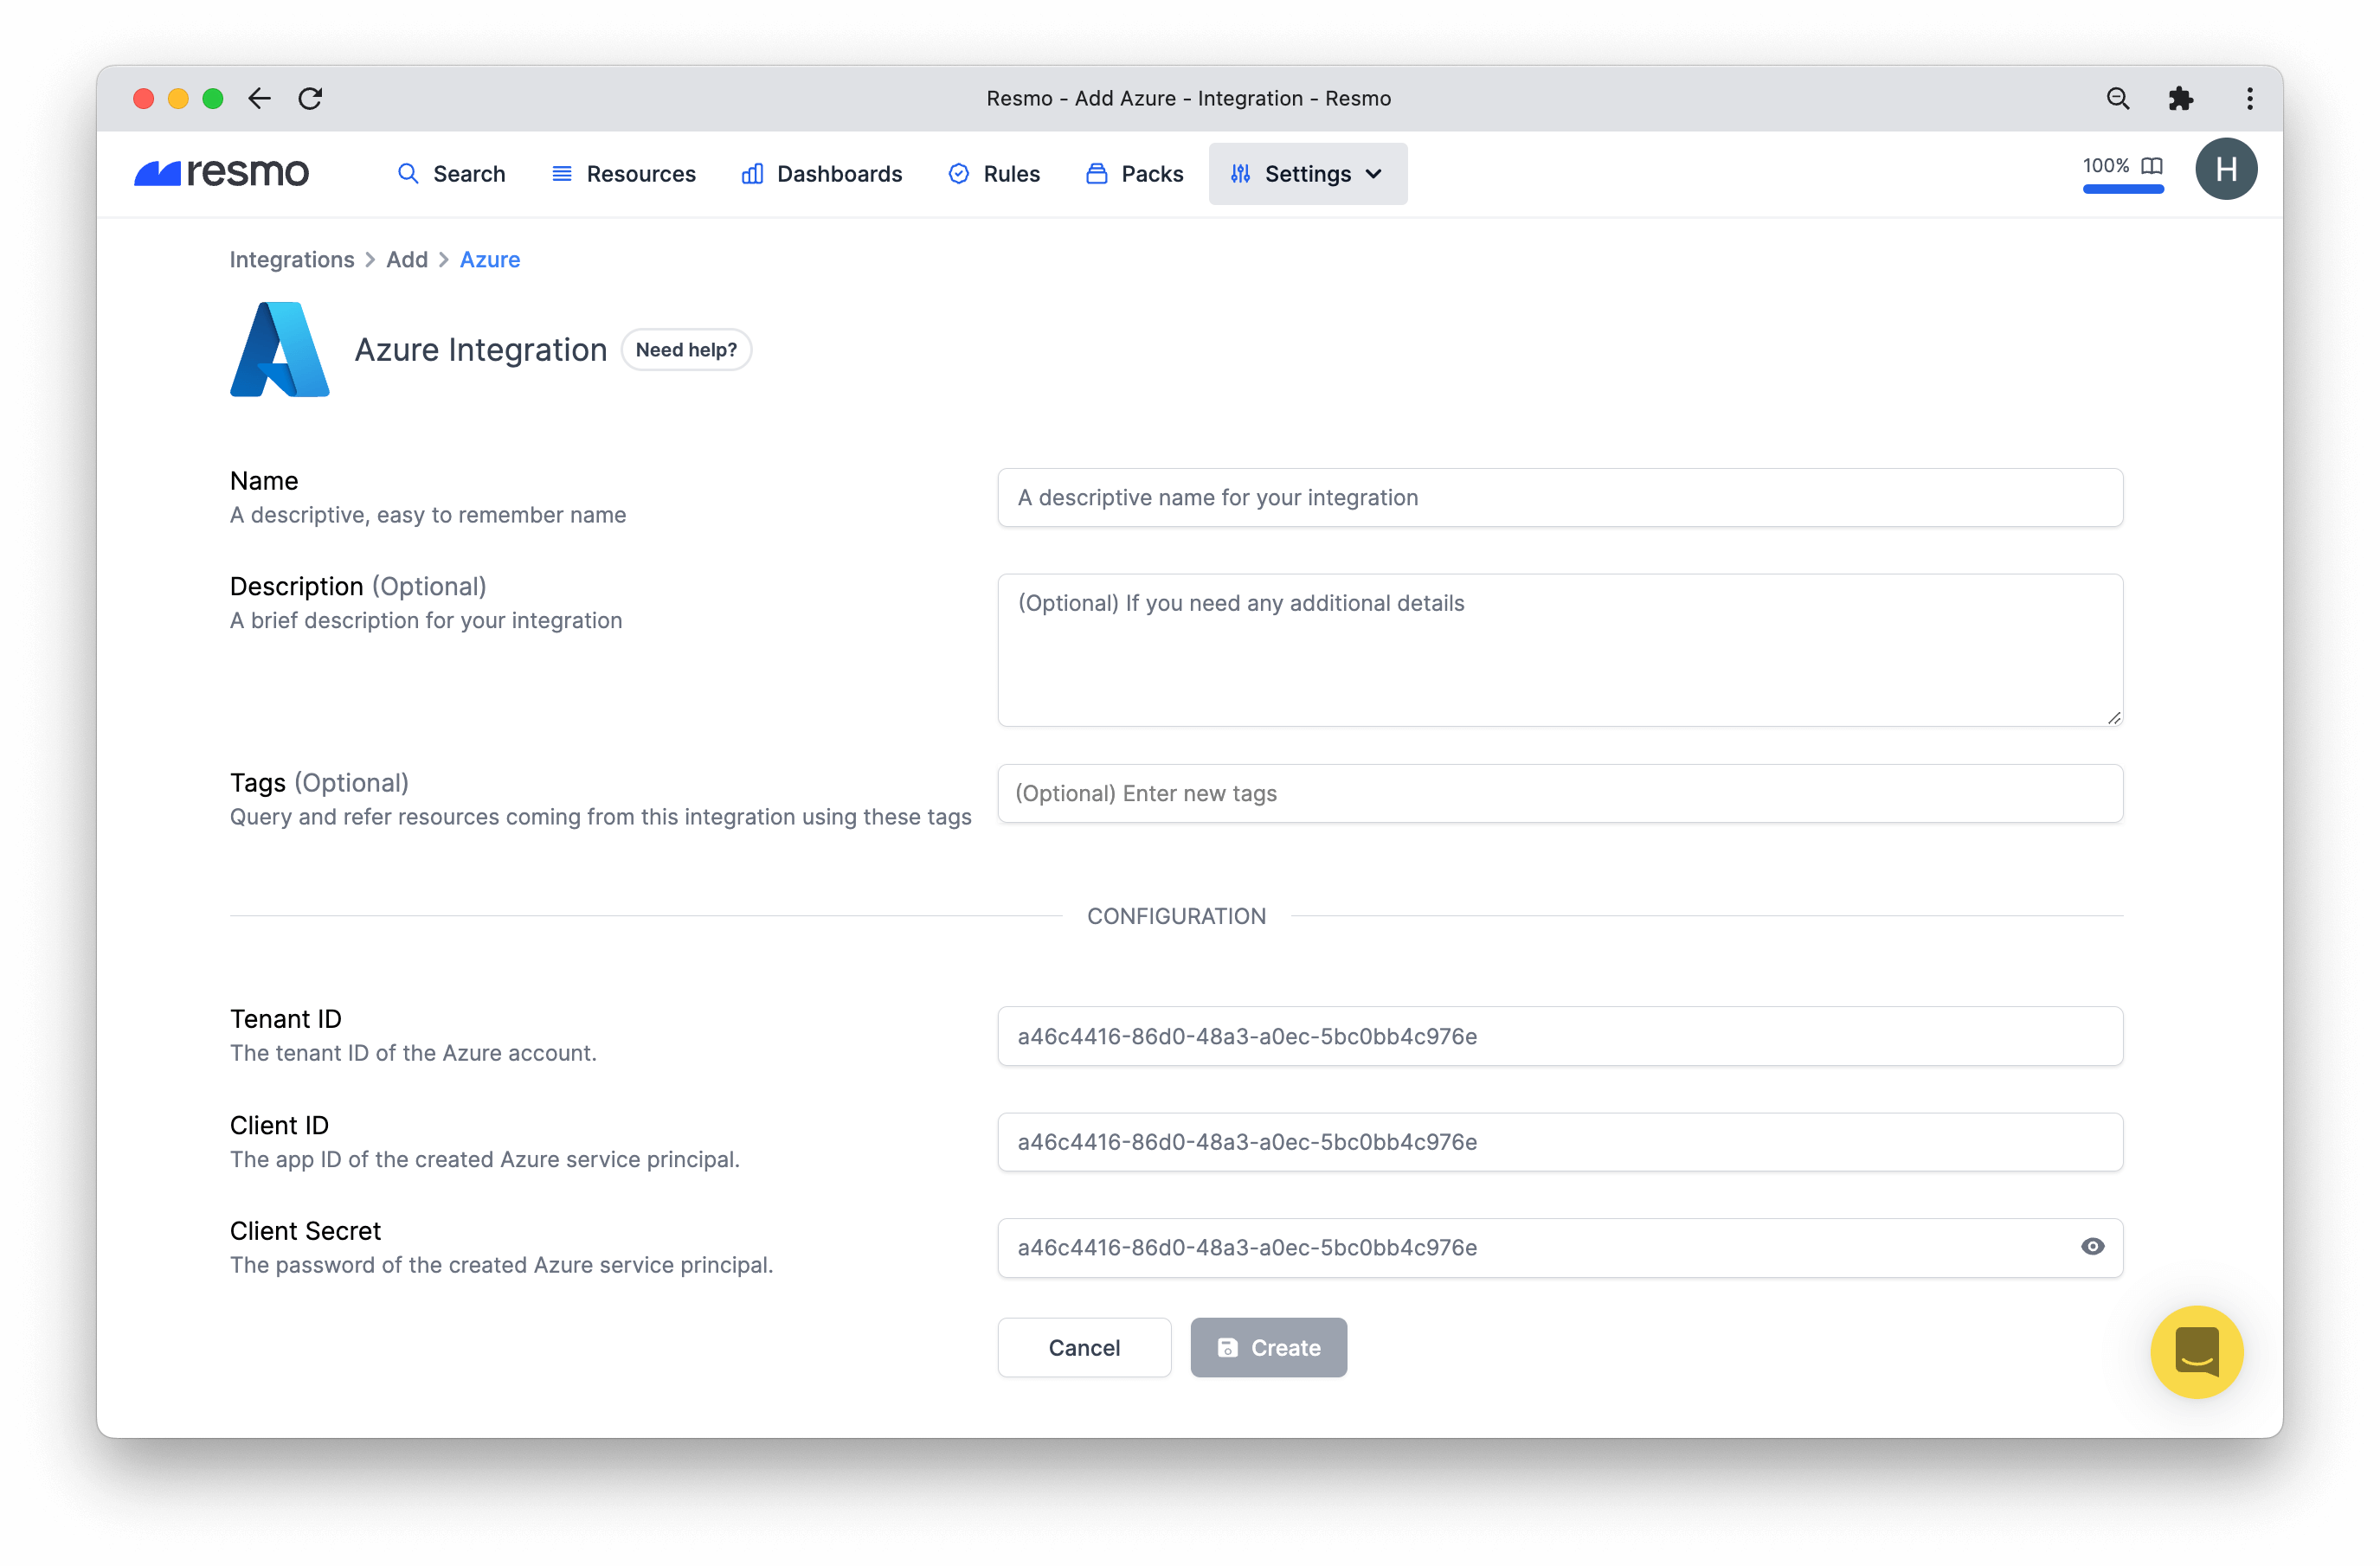 Resmo - Add Azure - Integration - Resmo
resmo
Search
Resources
Dashboards
Rules
Packs
Settings
100%
H
Integrations > Add > Azure
Azure Integration
Need help?
Name
A descriptive, easy to remember name
A descriptive name for your integration
Description (Optional)
A brief description for your integration
(Optional) If you need any additional details
Tags (Optional)
Query and refer resources coming from this integration using these tags
(Optional) Enter new tags
CONFIGURATION
Tenant ID
The tenant ID of the Azure account.
a46c4416-86d0-48a3-a0ec-5bc0bb4c976e
Client ID
The app ID of the created Azure service principal.
a46c4416-86d0-48a3-a0ec-5bc0bb4c976e
Client Secret
The password of the created Azure service principal.
a46c4416-86d0-48a3-a0ec-5bc0bb4c976e
Cancel
Create